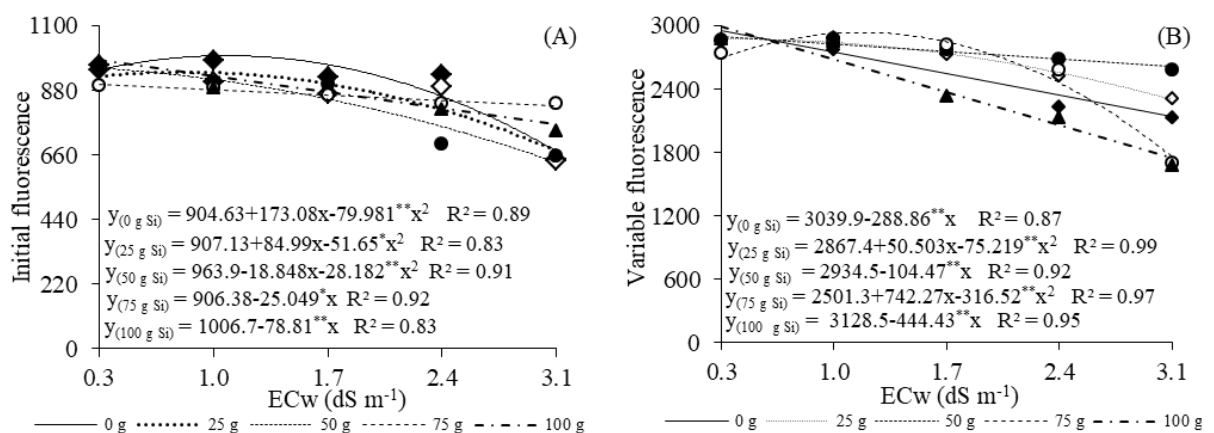 (A)
Initial fluorescence
1100
880
660
440
220
0
y(0 g Si) = 904.63+173.08x-79.981**x² R² = 0.89
y(25 g Si) = 907.13+84.99x-51.65*x² R² = 0.83
y(50 g Si) = 963.9-18.848x-28.182**x² R² = 0.91
y(75 g Si) = 906.38-25.049*x R² = 0.92
y(100 g Si) = 1006.7-78.81**x R² = 0.83
0.3 1.0 1.7 2.4 3.1
ECw (dS m⁻¹)
0 g 25 g 50 g 75 g 100 g
(B)
Variable fluorescence
3000
2400
1800
1200
600
0
y(0 g Si) = 3039.9-288.86**x R² = 0.87
y(25 g Si) = 2867.4+50.503x-75.219**x² R² = 0.99
y(50 g Si) = 2934.5-104.47**x R² = 0.92
y(75 g Si) = 2501.3+742.27x-316.52**x² R² = 0.97
y(100 g Si) = 3128.5-444.43**x R² = 0.95
0.3 1.0 1.7 2.4 3.1
ECw (dS m⁻¹)
0 g 25 g 50 g 75 g 100 g